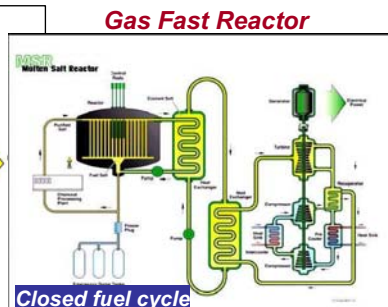 Gas Fast Reactor
MSR
Molten Salt Reactor
Control
Rods
Coolant Salt
Reactor
Purified
Salt
Fuel Salt
Pump
Heat
Exchanger
Chemical
Processing
Plant
Freeze
Plug
Pump
Heat
Exchanger
Generator
Electrical
Power
Turbine
Recuperator
Compressor
Heat
Sink
Pre
Cooler
Heat Sink
Intercooler
Compressor
Emergency Dump Tanks
Closed fuel cycle